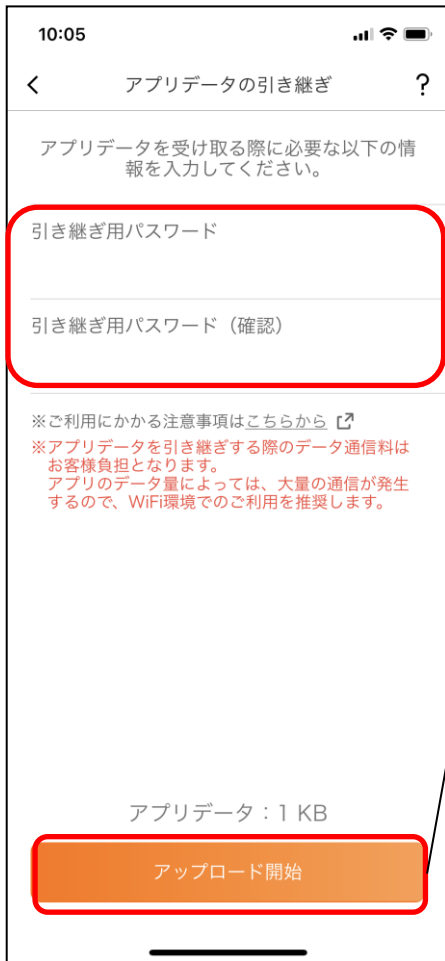 10:05
アプリデータの引き継ぎ ?
アプリデータを受け取る際に必要な以下の情
報を入力してください。
引き継ぎ用パスワード
引き継ぎ用パスワード（確認）
※ご利用にかかる注意事項はこちらから
※アプリデータを引き継ぎする際のデータ通信料は
お客様負担となります。
アプリのデータ量によっては、大量の通信が発生
するので、WiFi環境でのご利用を推奨します。
アプリデータ：1 KB
アップロード開始